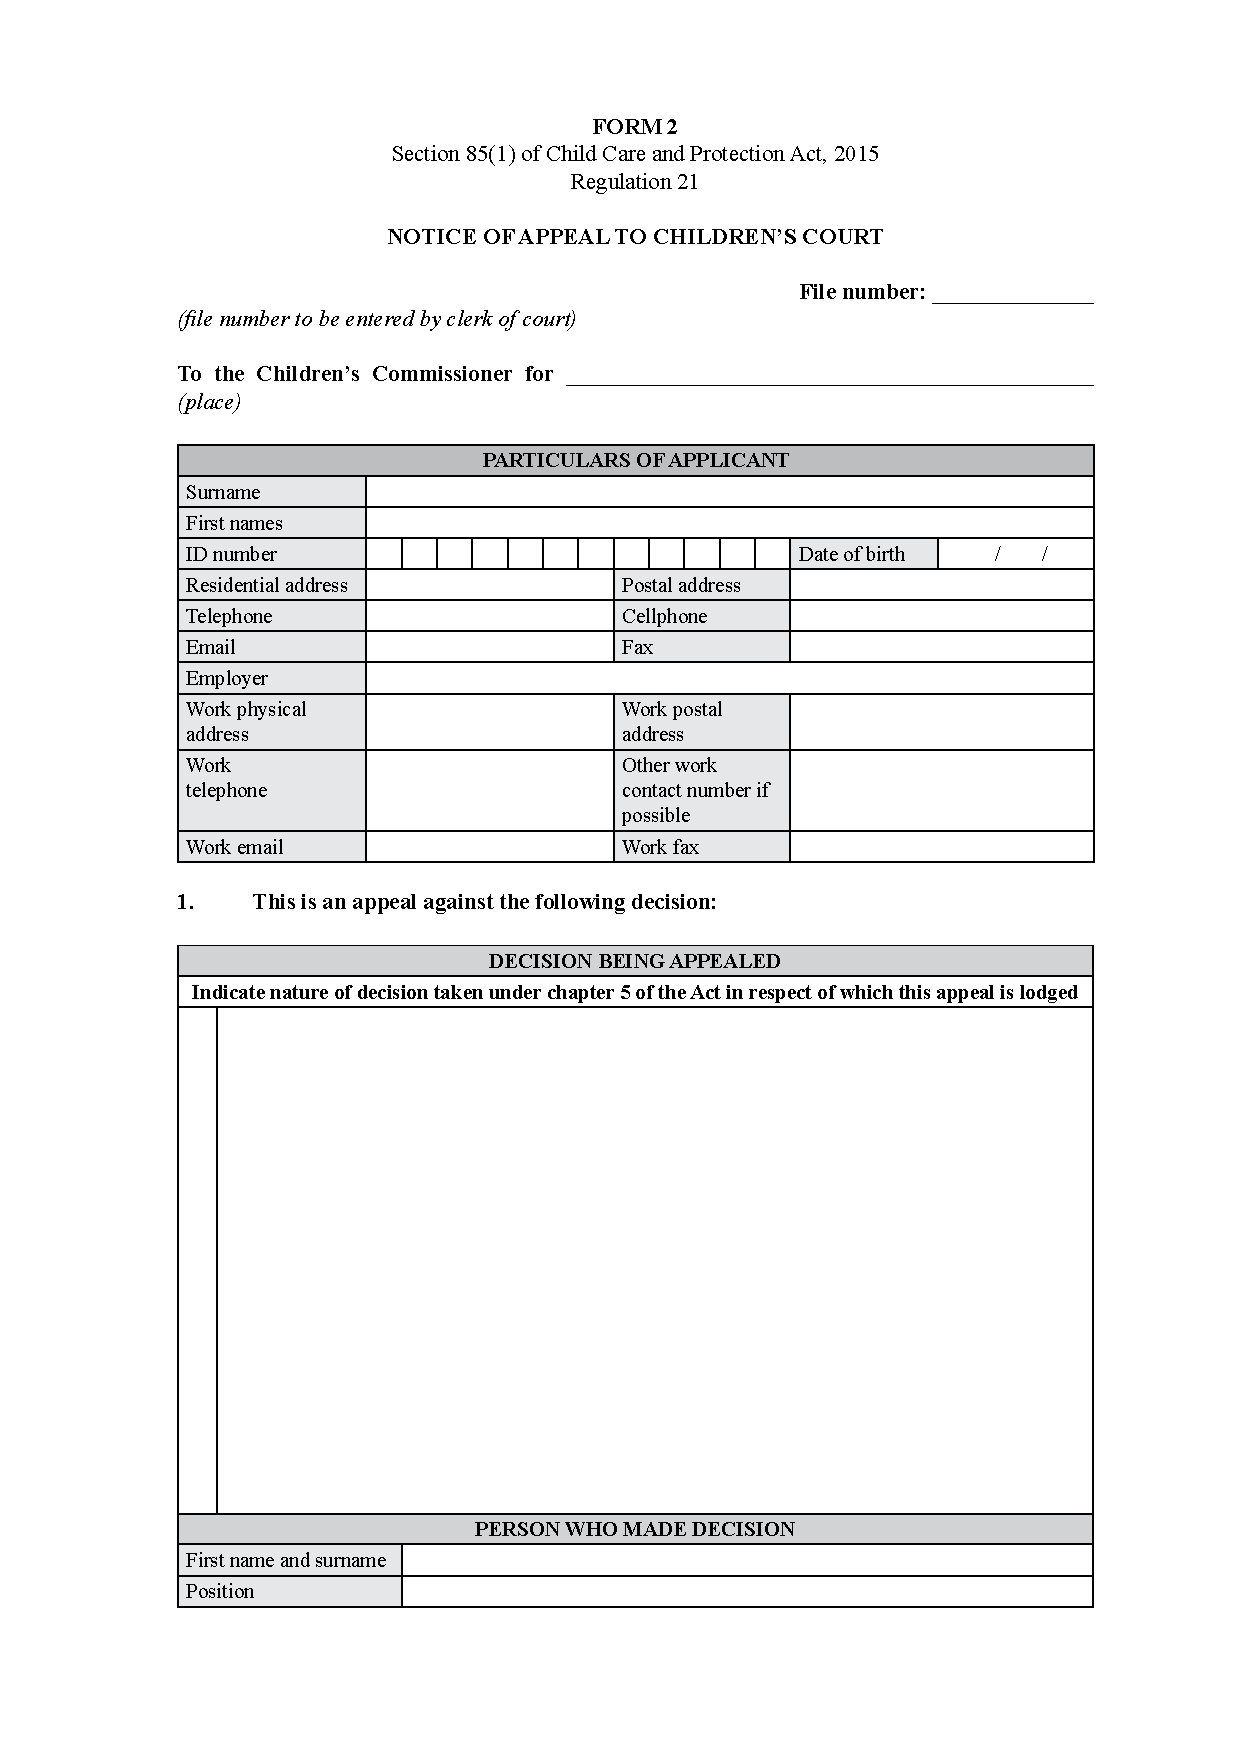 FORM 2
Section 85(1) of Child Care and Protection Act, 2015
Regulation 21
NOTICE OF APPEAL TO CHILDREN’S COURT
File number: _______________
(file number to be entered by clerk of court)
To the Children’s Commissioner for _______________________________________________
(place)
PARTICULARS OF APPLICANT
Surname
First names
ID number Date of birth / /
Residential address Postal address
Telephone Cellphone
Email Fax
Employer
Work physical
address
Work postal
address
Work
telephone
Other work
contact number if
possible
Work email Work fax
1. This is an appeal against the following decision:
DECISION BEING APPEALED
Indicate nature of decision taken under chapter 5 of the Act in respect of which this appeal is lodged
PERSON WHO MADE DECISION
First name and surname
Position